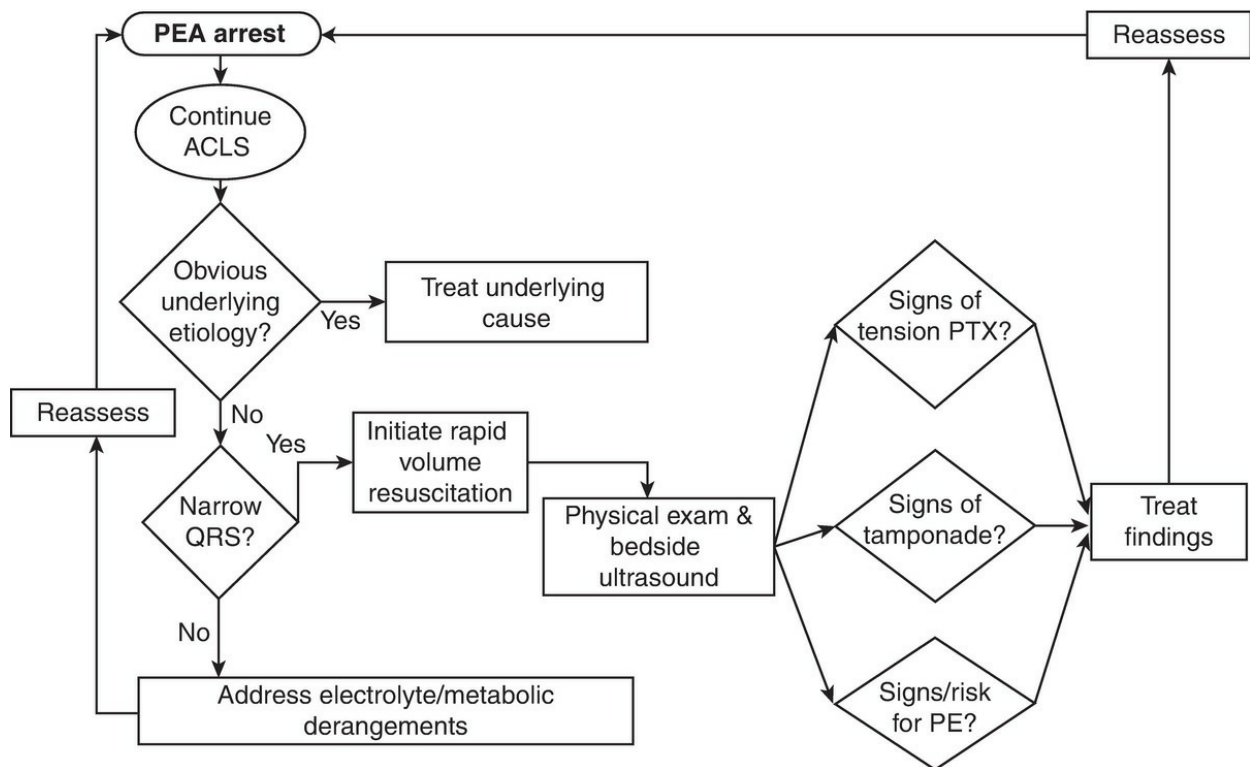 PEA arrest
Reassess
Continue
ACLS
Obvious
underlying
etiology?
Yes
Treat underlying
cause
Signs of
tension PTX?
Reassess
No
Yes
Initiate rapid
volume
resuscitation
Narrow
QRS?
Physical exam &
bedside
ultrasound
Signs of
tamponade?
Treat
findings
No
Address electrolyte/metabolic
derangements
Signs/risk
for PE?